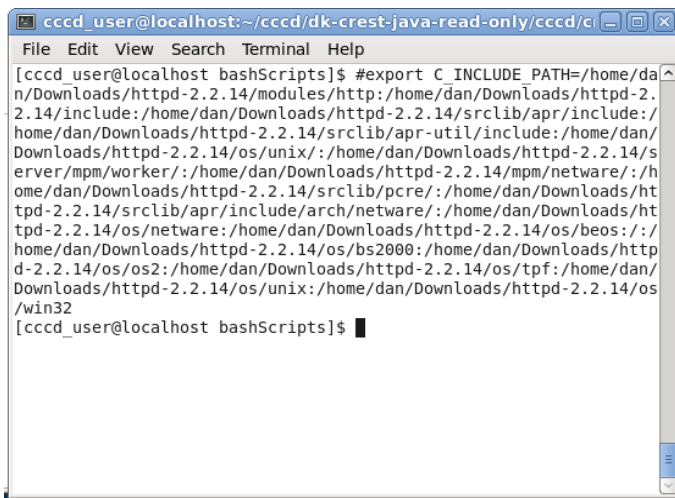 cccd_user@localhost:~/cccd/dk-crest-java-read-only/cccd/c
File Edit View Search Terminal Help
[cccd_user@localhost bashScripts]$ #export C_INCLUDE_PATH=/home/da
n/Downloads/httpd-2.2.14/modules/http:/home/dan/Downloads/httpd-2.
2.14/include:/home/dan/Downloads/httpd-2.2.14/srclib/apr/include:/
home/dan/Downloads/httpd-2.2.14/srclib/apr-util/include:/home/dan/
Downloads/httpd-2.2.14/os/unix/:/home/dan/Downloads/httpd-2.2.14/s
erver/mpm/worker/:/home/dan/Downloads/httpd-2.2.14/mpm/netware/:/h
ome/dan/Downloads/httpd-2.2.14/srclib/pcre/:/home/dan/Downloads/ht
tpd-2.2.14/srclib/apr/include/arch/netware/:/home/dan/Downloads/ht
tpd-2.2.14/os/netware:/home/dan/Downloads/httpd-2.2.14/os/beos:/:/
home/dan/Downloads/httpd-2.2.14/os/bs2000:/home/dan/Downloads/http
d-2.2.14/os/os2:/home/dan/Downloads/httpd-2.2.14/os/tpf:/home/dan/
Downloads/httpd-2.2.14/os/unix:/home/dan/Downloads/httpd-2.2.14/os
/win32
[cccd_user@localhost bashScripts]$